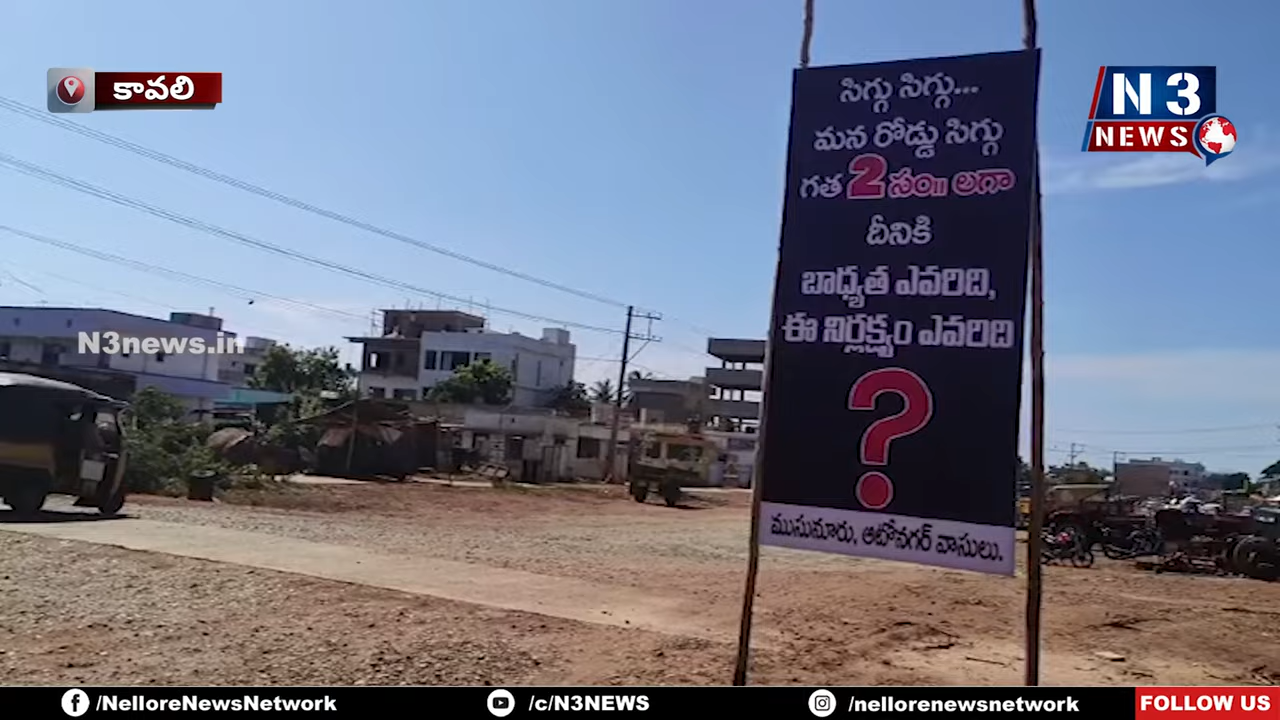 కావలి
N3
NEWS
సిగ్గు సిగ్గు...
మన రోడ్డు సిగ్గు
గత 2 సం॥ లగా
దీనికి
బాధ్యత ఎవరిది,
ఈ నిర్లక్ష్యం ఎవరిది
?
ముసునూరు, ఆటోనగర్ వాసులు.
N3news.in
/NelloreNewsNetwork
/c/N3NEWS
/nellorenewsnetwork
FOLLOW US